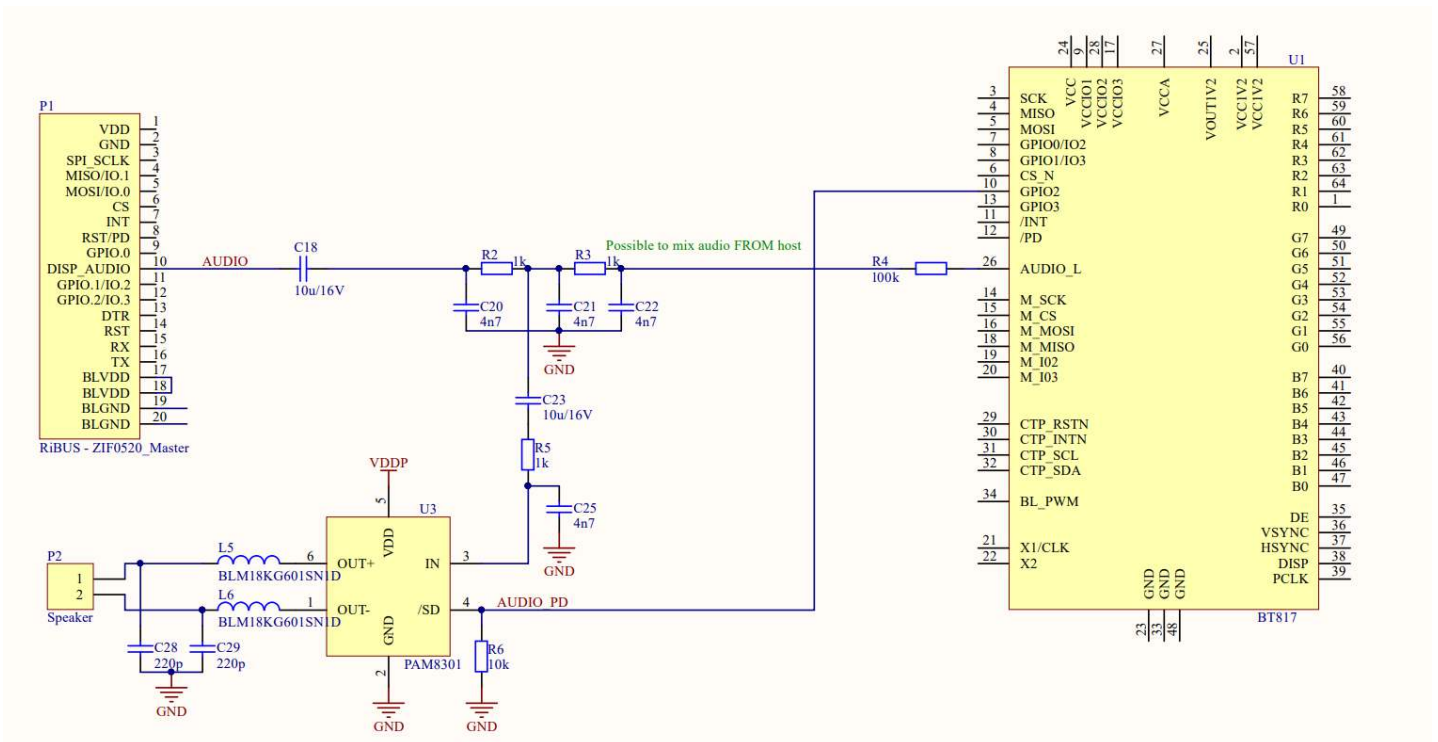 P1
VDD 1
GND 2
SPI_SCLK 3
MISO/IO.1 4
MOSI/IO.0 5
CS 6
INT 7
RST/PD 8
GPIO.0 9
DISP_AUDIO 10
GPIO.1/IO.2 11
GPIO.2/IO.3 12
DTR 13
RST 14
RX 15
TX 16
BLVDD 17
BLVDD 18
BLGND 19
BLGND 20
RiBUS - ZIF0520_Master
AUDIO
C18
10u/16V
R2 1k
R3 1k
Possible to mix audio FROM host
C20
4n7
C21
4n7
C22
4n7
GND
R4
100k
C23
10u/16V
R5
1k
C25
4n7
GND
VDDP
5
U3
VDD
6 OUT+
IN 3
1 OUT-
/SD 4
GND
2
PAM8301
GND
AUDIO_PD
R6
10k
GND
L5
BLM18KG601SN1D
L6
BLM18KG601SN1D
P2
1
2
Speaker
C28
220p
C29
220p
GND
U1
24 VCC
9 VCCIO1
28 VCCIO2
17 VCCIO3
27 VCCA
25 VOUT1V2
2 VCC1V2
57 VCC1V2
3 SCK
4 MISO
5 MOSI
7 GPIO0/IO2
8 GPIO1/IO3
6 CS_N
10 GPIO2
13 GPIO3
11 /INT
12 /PD
26 AUDIO_L
14 M_SCK
15 M_CS
16 M_MOSI
18 M_MISO
19 M_I02
20 M_I03
29 CTP_RSTN
30 CTP_INTN
31 CTP_SCL
32 CTP_SDA
34 BL_PWM
21 X1/CLK
22 X2
R7 58
R6 59
R5 60
R4 61
R3 62
R2 63
R1 64
R0 1
G7 49
G6 50
G5 51
G4 52
G3 53
G2 54
G1 55
G0 56
B7 40
B6 41
B5 42
B4 43
B3 44
B2 45
B1 46
B0 47
DE 35
VSYNC 36
HSYNC 37
DISP 38
PCLK 39
GND 23
GND 33
GND 48
BT817